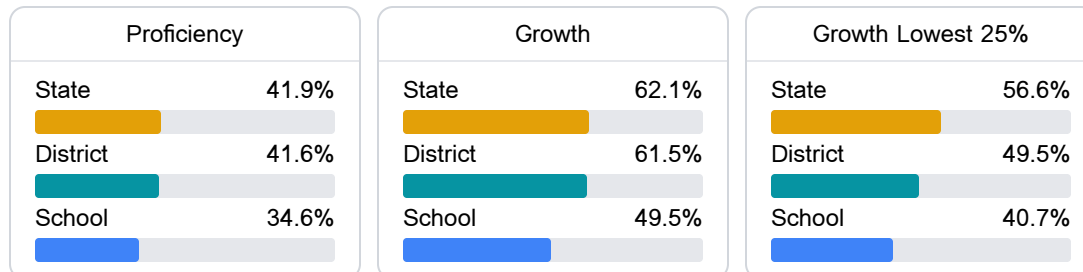 Proficiency
State 41.9%
District 41.6%
School 34.6%
Growth
State 62.1%
District 61.5%
School 49.5%
Growth Lowest 25%
State 56.6%
District 49.5%
School 40.7%